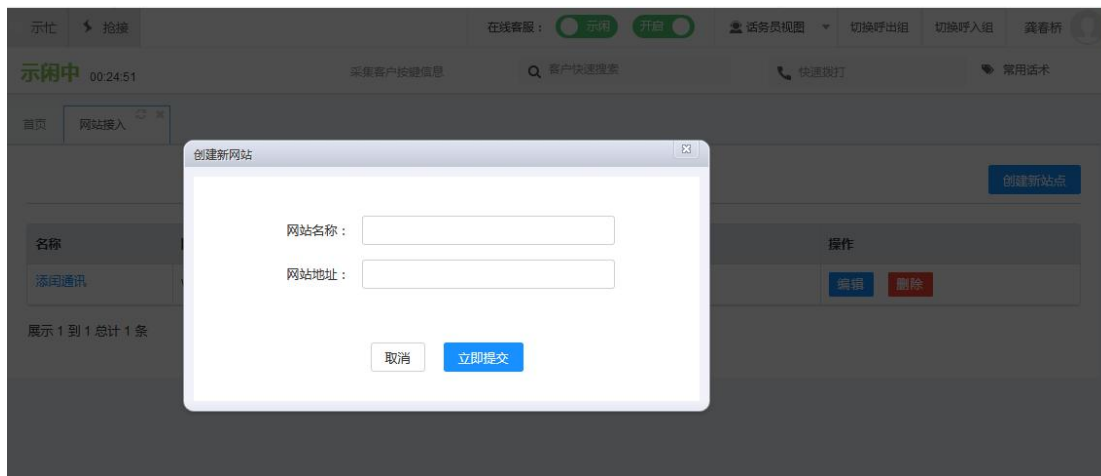 示忙 抢接 在线客服： 示闲 开启 话务员视图 切换呼出组 切换呼入组 龚春桥
示闲中 00:24:51 采集客户按键信息 客户快速搜索 快速拨打 常用话术
首页 网站接入
创建新网站
创建新站点
网站名称：
名称 操作
网站地址：
添闰通讯 编辑 删除
展示 1 到 1 总计 1 条
取消 立即提交